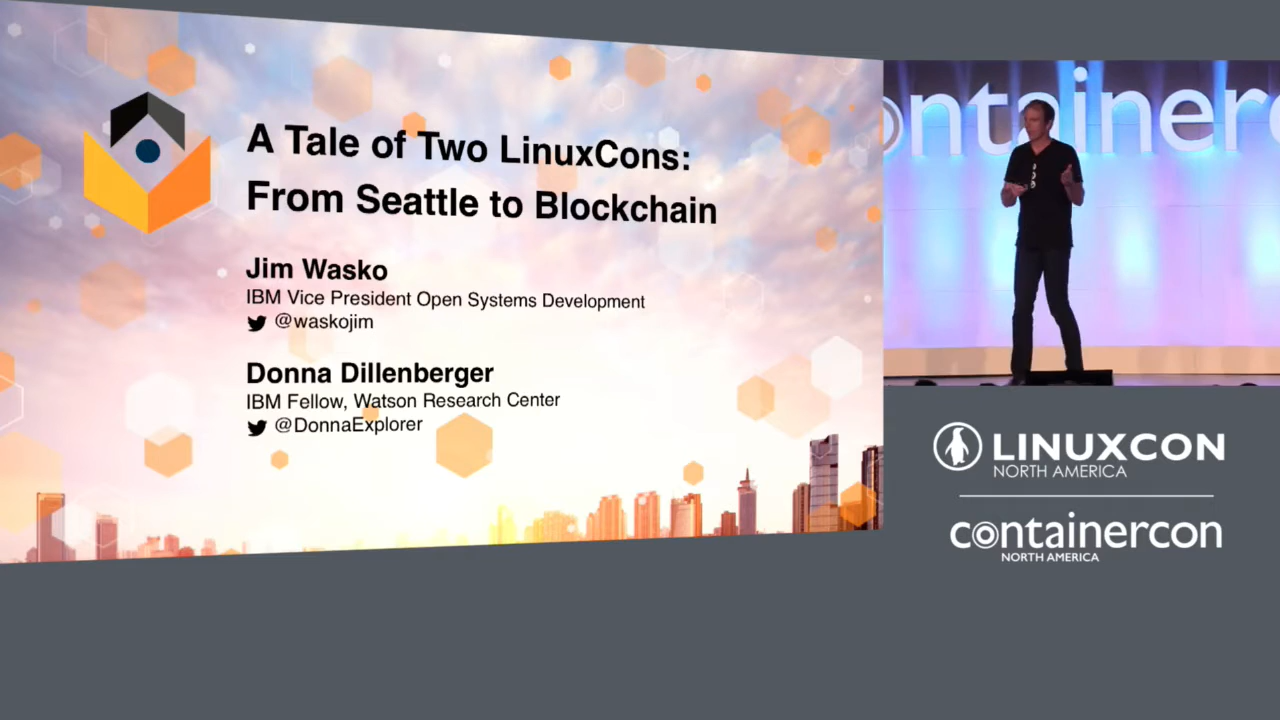 A Tale of Two LinuxCons:
From Seattle to Blockchain
Jim Wasko
IBM Vice President Open Systems Development
@waskojim
Donna Dillenberger
IBM Fellow, Watson Research Center
@DonnaExplorer
ontainerc
LINUXCON
NORTH AMERICA
containercon
NORTH AMERICA